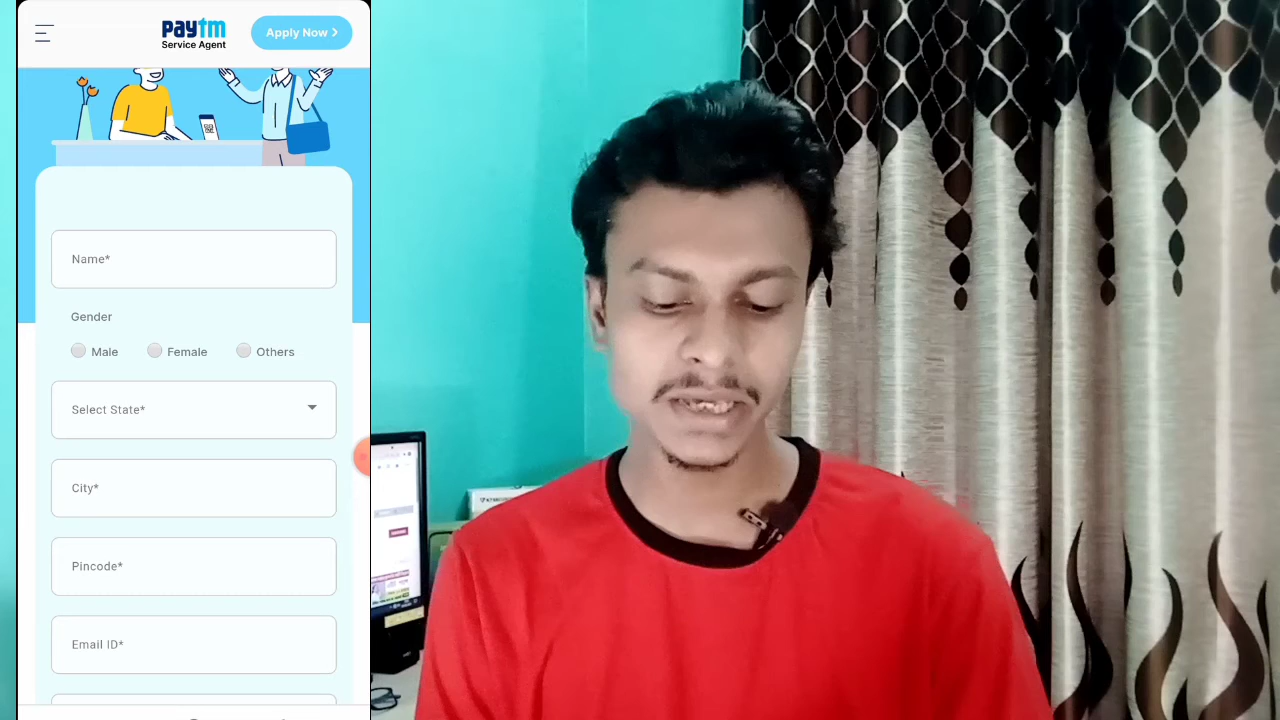 paytm
Service Agent
Apply Now
Name*
Gender
Male
Female
Others
Select State*
City*
Pincode*
Email ID*